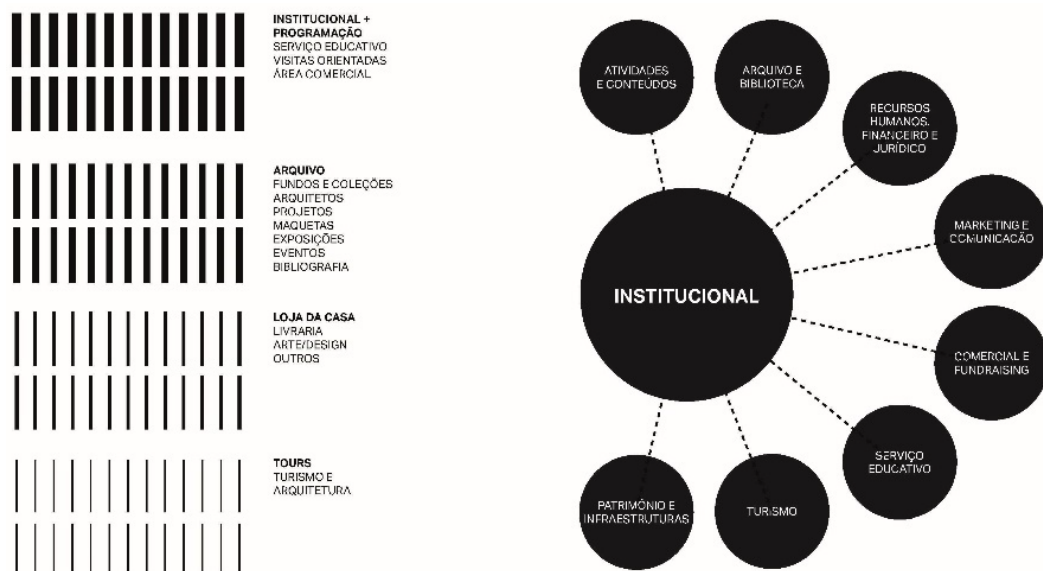 INSTITUCIONAL +
PROGRAMAÇÃO
SERVIÇO EDUCATIVO
VISITAS ORIENTADAS
ÁREA COMERCIAL
ARQUIVO
FUNDOS E COLEÇÕES
ARQUITETOS
PROJETOS
MAQUETAS
EXPOSIÇÕES
EVENTOS
BIBLIOGRAFIA
LOJA DA CASA
LIVRARIA
ARTE/DESIGN
OUTROS
TOURS
TURISMO E
ARQUITETURA
ATIVIDADES
E CONTEÚDOS
ARQUIVO E
BIBLIOTECA
RECURSOS
HUMANOS,
FINANCEIRO E
JURÍDICO
MARKETING E
COMUNICAÇÃO
INSTITUCIONAL
COMERCIAL E
FUNDRAISING
SERVIÇO
EDUCATIVO
TURISMO
PATRIMÓNIO E
INFRAESTRUTURAS